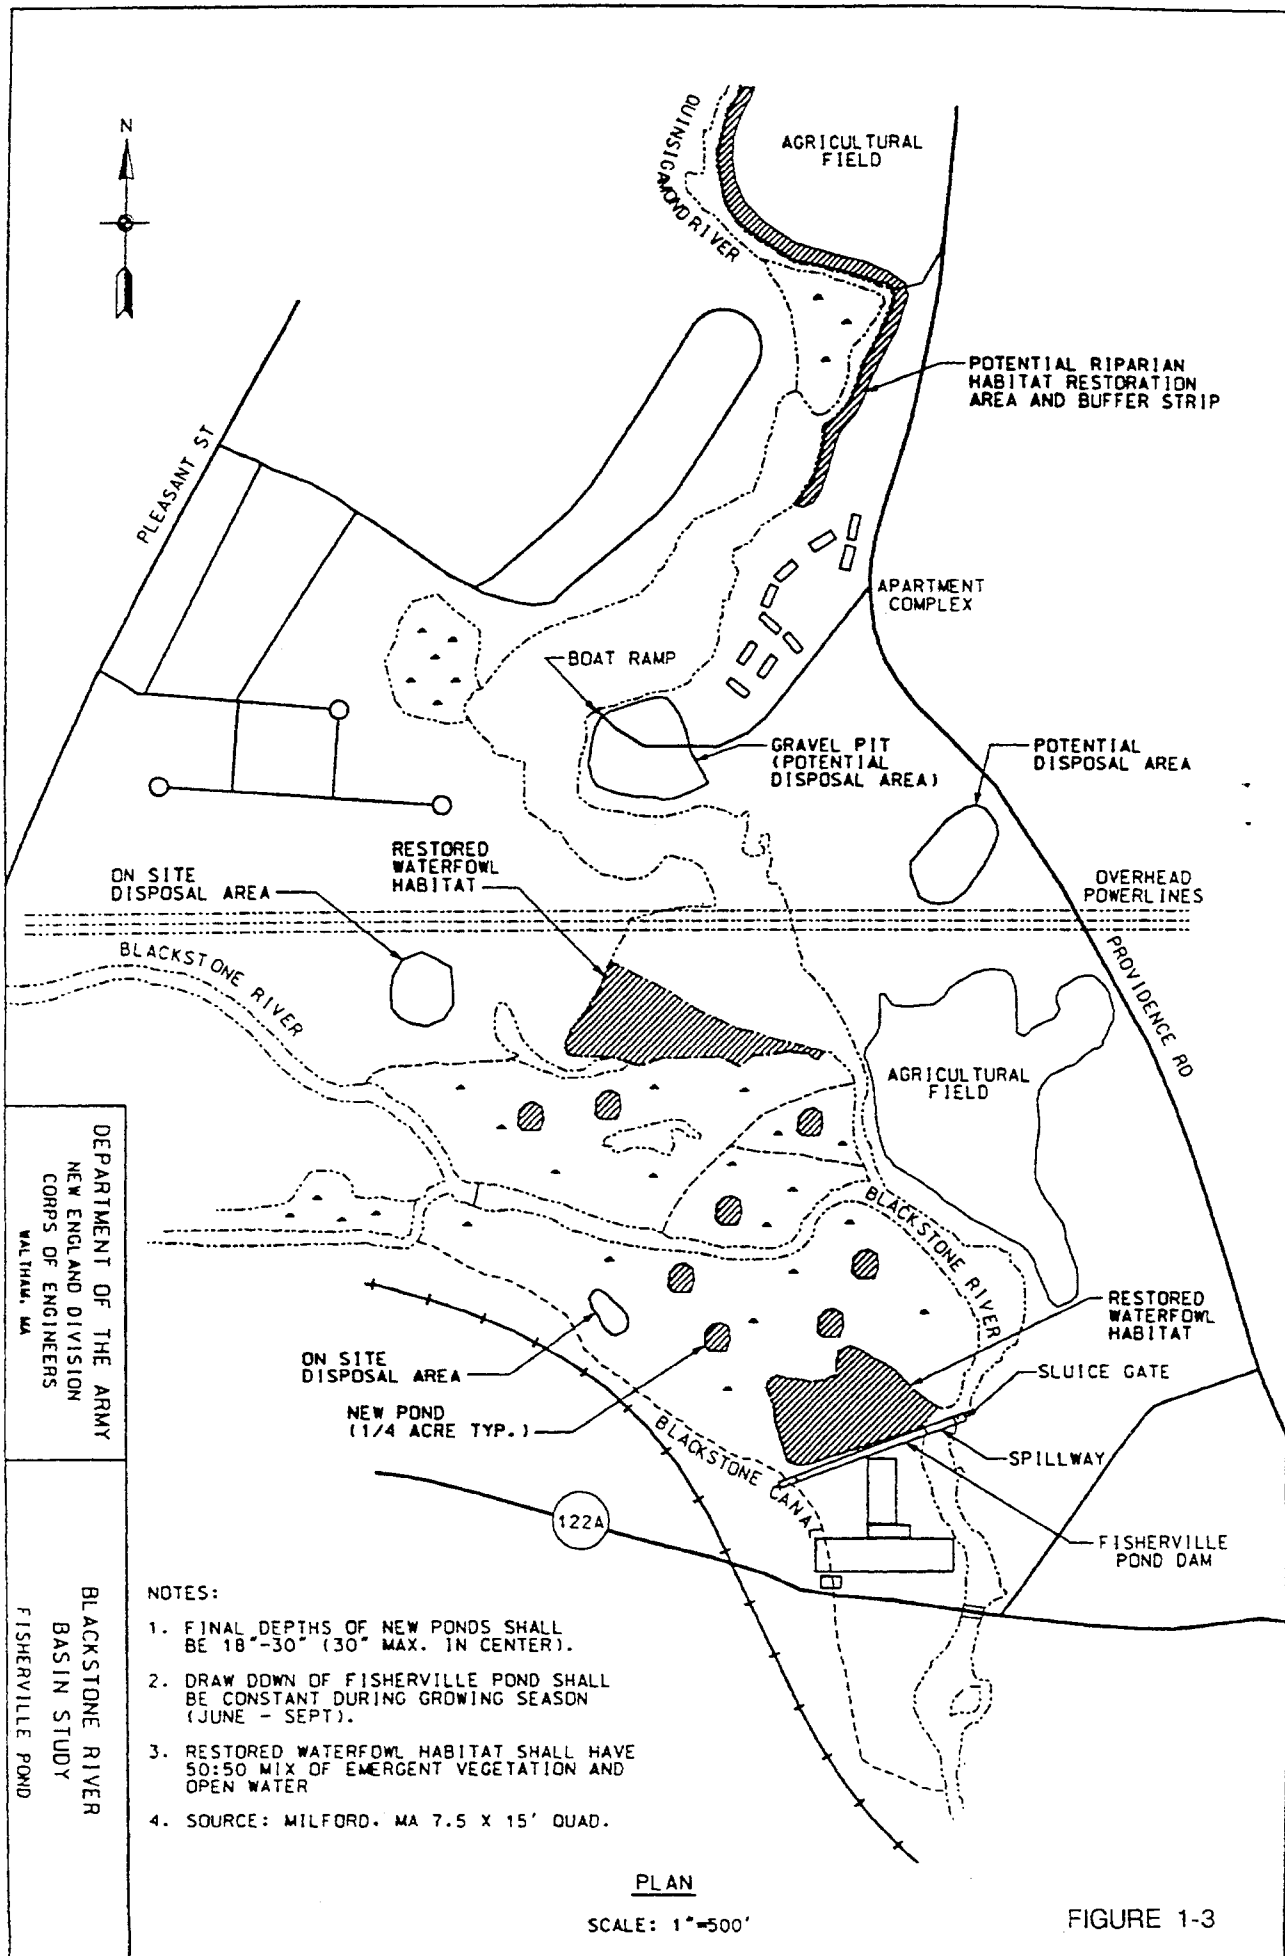 N
QUINSIGAMOND RIVER
AGRICULTURAL
FIELD
POTENTIAL RIPARIAN
HABITAT RESTORATION
AREA AND BUFFER STRIP
PLEASANT ST
APARTMENT
COMPLEX
BOAT RAMP
GRAVEL PIT
(POTENTIAL
DISPOSAL AREA)
POTENTIAL
DISPOSAL AREA
RESTORED
WATERFOWL
HABITAT
ON SITE
DISPOSAL AREA
OVERHEAD
POWERLINES
BLACKSTONE RIVER
PROVIDENCE RD
AGRICULTURAL
FIELD
BLACKSTONE RIVER
RESTORED
WATERFOWL
HABITAT
ON SITE
DISPOSAL AREA
SLUICE GATE
NEW POND
(1/4 ACRE TYP.)
BLACKSTONE CANAL
SPILLWAY
122A
FISHERVILLE
POND DAM
DEPARTMENT OF THE ARMY
NEW ENGLAND DIVISION
CORPS OF ENGINEERS
WALTHAM, MA
BLACKSTONE RIVER
BASIN STUDY
FISHERVILLE POND
NOTES:
1. FINAL DEPTHS OF NEW PONDS SHALL
BE 18"-30" (30" MAX. IN CENTER).
2. DRAW DOWN OF FISHERVILLE POND SHALL
BE CONSTANT DURING GROWING SEASON
(JUNE - SEPT).
3. RESTORED WATERFOWL HABITAT SHALL HAVE
50:50 MIX OF EMERGENT VEGETATION AND
OPEN WATER
4. SOURCE: MILFORD. MA 7.5 X 15' QUAD.
PLAN
SCALE: 1"=500'
FIGURE 1-3